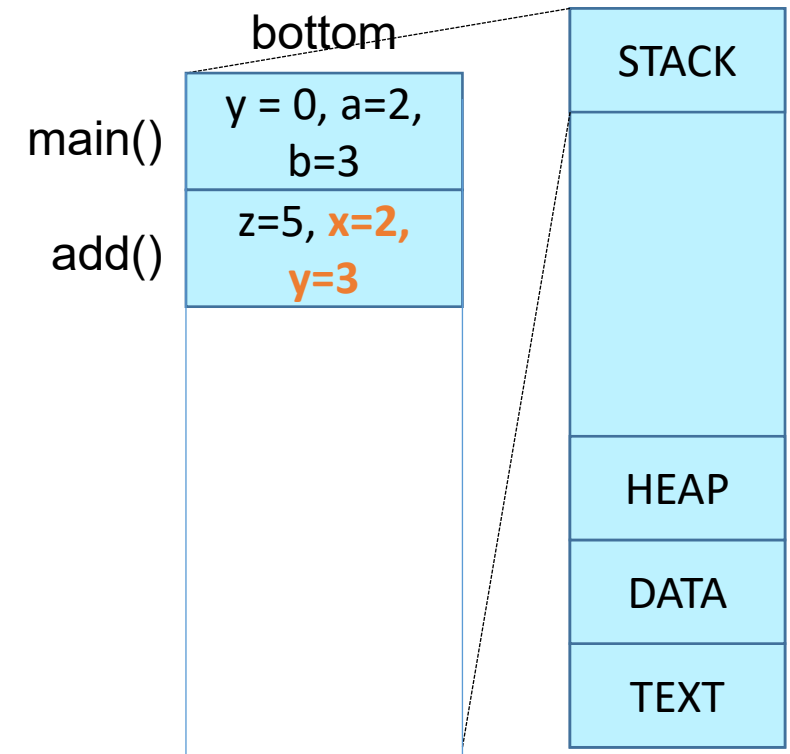 bottom
main()
y = 0, a=2,
b=3
add()
z=5, x=2,
y=3
STACK
HEAP
DATA
TEXT